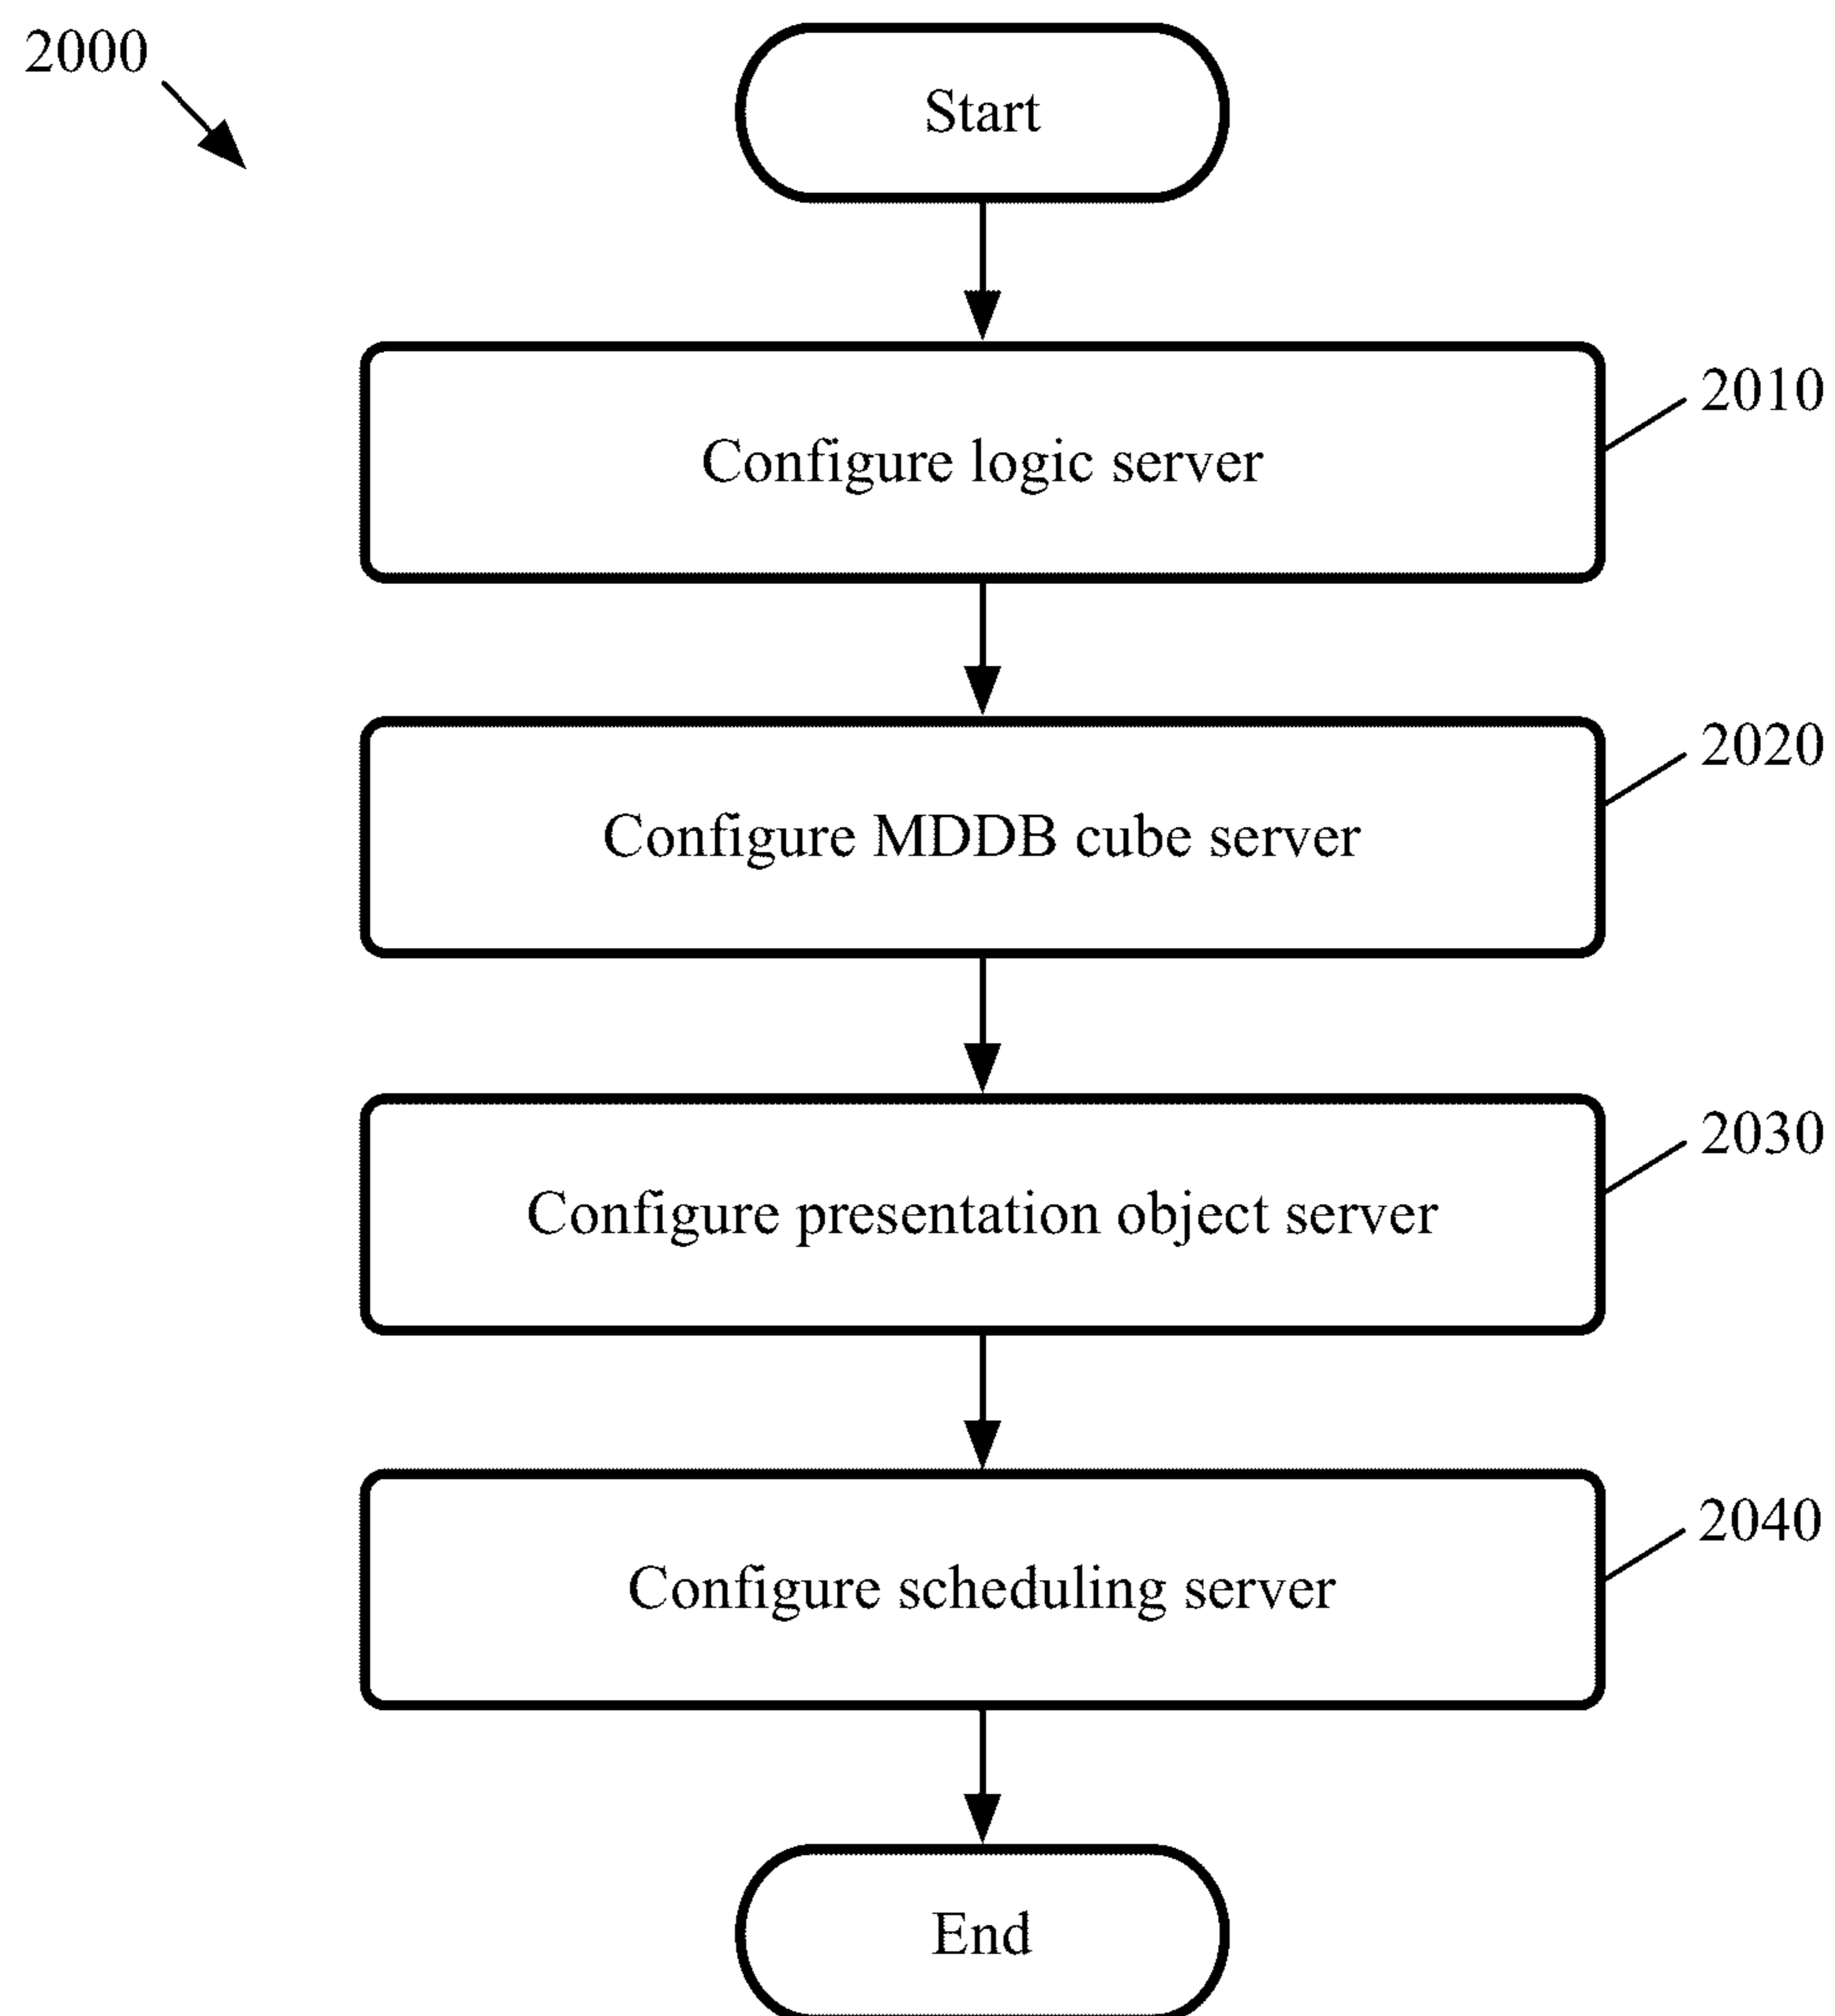 2000
Start
2010
Configure logic server
2020
Configure MDDB cube server
2030
Configure presentation object server
2040
Configure scheduling server
End